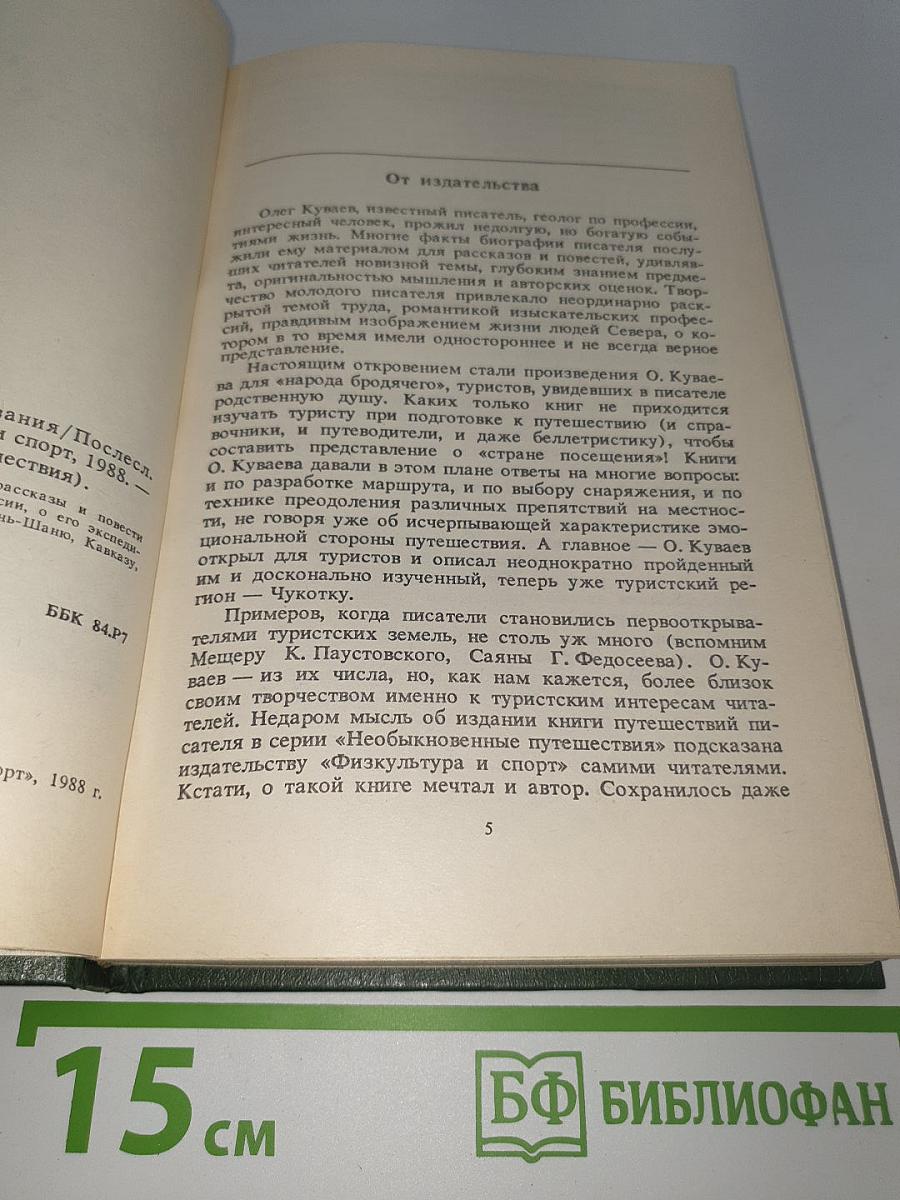 вания/Послесл.
и спорт, 1988. —
шествия).
рассказы и повести
сии, о его экспеди-
нь-Шаню, Кавказу,
ББК 84.Р7
орт», 1988 г.
От издательства
Олег Куваев, известный писатель, геолог по профессии,
интересный человек, прожил недолгую, но богатую собы-
тиями жизнь. Многие факты биографии писателя послу-
жили ему материалом для рассказов и повестей, удивляв-
ших читателей новизной темы, глубоким знанием предме-
та, оригинальностью мышления и авторских оценок. Твор-
чество молодого писателя привлекало неординарно раск-
рытой темой труда, романтикой изыскательских профес-
сий, правдивым изображением жизни людей Севера, о ко-
тором в то время имели одностороннее и не всегда верное
представление.
Настоящим откровением стали произведения О. Кувае-
ва для «народа бродячего», туристов, увидевших в писателе
родственную душу. Каких только книг не приходится
изучать туристу при подготовке к путешествию (и спра-
вочники, и путеводители, и даже беллетристику), чтобы
составить представление о «стране посещения»! Книги
О. Куваева давали в этом плане ответы на многие вопросы:
и по разработке маршрута, и по выбору снаряжения, и по
технике преодоления различных препятствий на местнос-
ти, не говоря уже об исчерпывающей характеристике эмо-
циональной стороны путешествия. А главное — О. Куваев
открыл для туристов и описал неоднократно пройденный
им и досконально изученный, теперь уже туристский ре-
гион — Чукотку.
Примеров, когда писатели становились первооткрыва-
телями туристских земель, не столь уж много (вспомним
Мещеру К. Паустовского, Саяны Г. Федосеева). О. Ку-
ваев — из их числа, но, как нам кажется, более близок
своим творчеством именно к туристским интересам чита-
телей. Недаром мысль об издании книги путешествий пи-
сателя в серии «Необыкновенные путешествия» подсказана
издательству «Физкультура и спорт» самими читателями.
Кстати, о такой книге мечтал и автор. Сохранилось даже
5
15 см
БФ БИБЛИОФАН